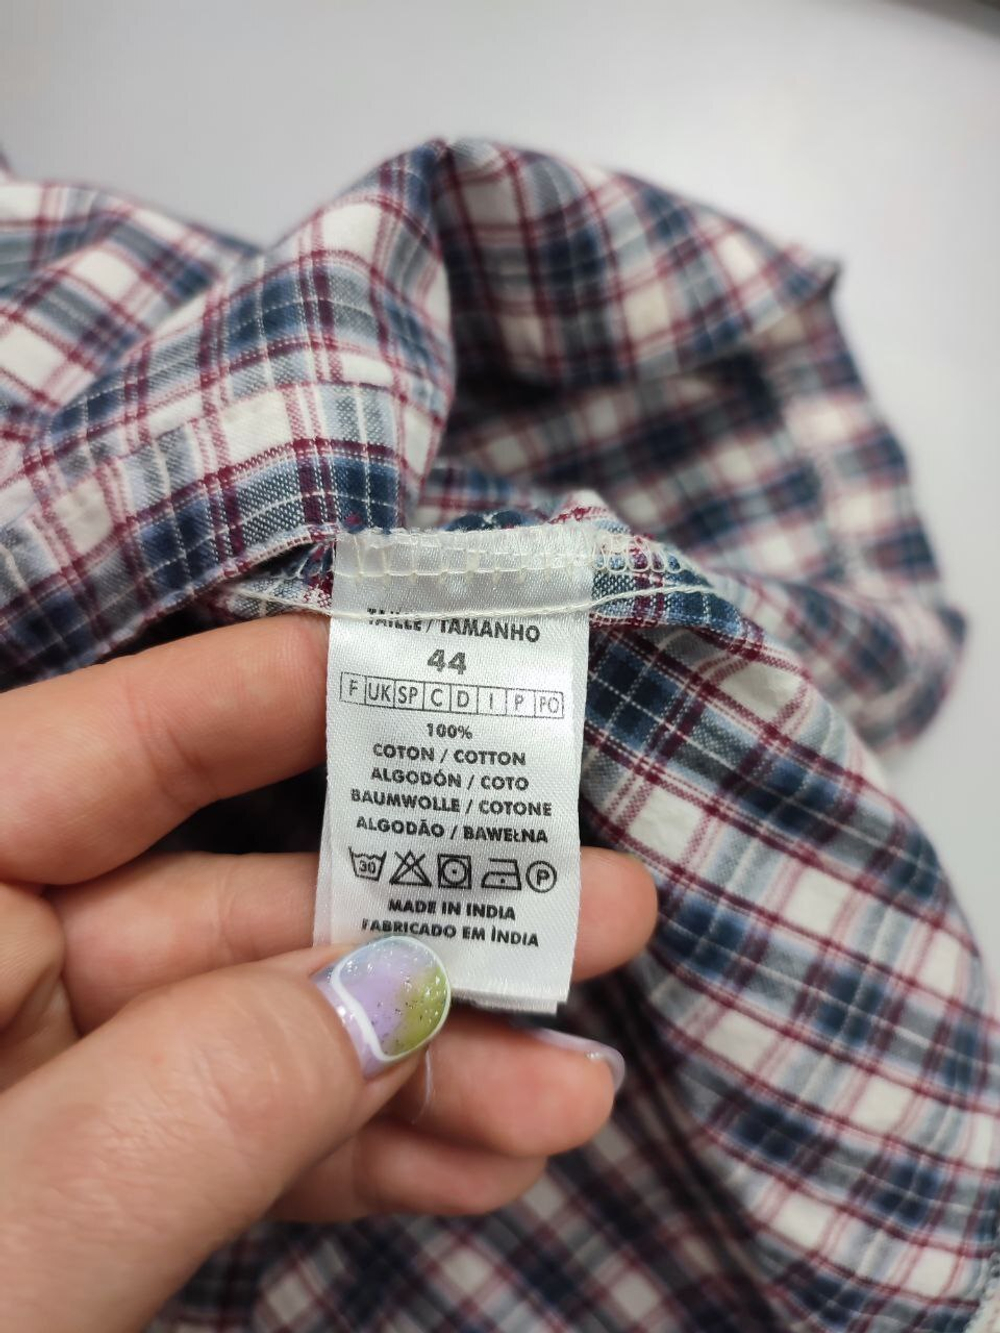 TAILLE / TAMANHO
44
F UK SP C D I P PO
100%
COTON / COTTON
ALGODÓN / COTO
BAUMWOLLE / COTONE
ALGODÃO / BAWEŁNA
30 P
MADE IN INDIA
FABRICADO EM ÍNDIA